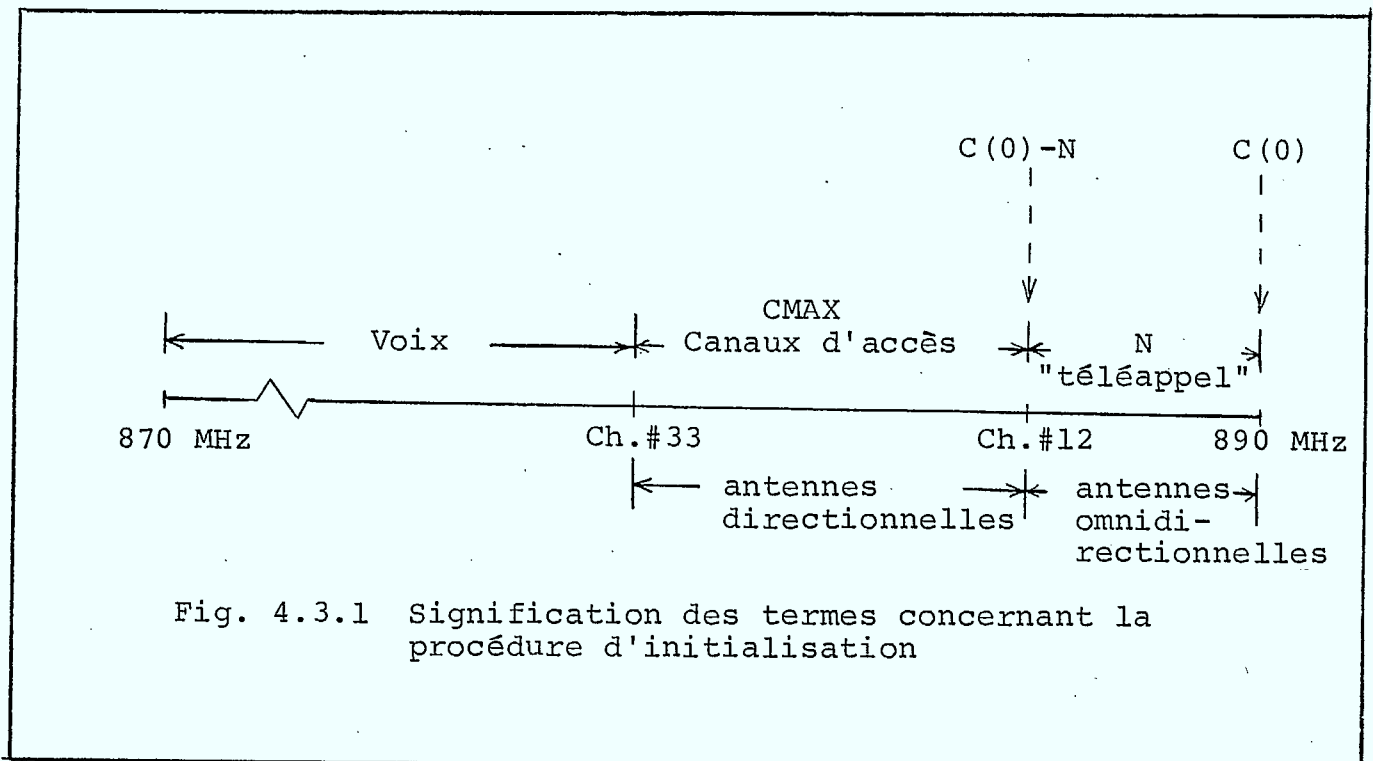 C(0)-N C(0)
CMAX
Voix Canaux d'accès N
"téléappel"
870 MHz Ch.#33 Ch.#12 890 MHz
antennes antennes
directionnelles omnidi-
rectionnelles
Fig. 4.3.1 Signification des termes concernant la
procédure d'initialisation